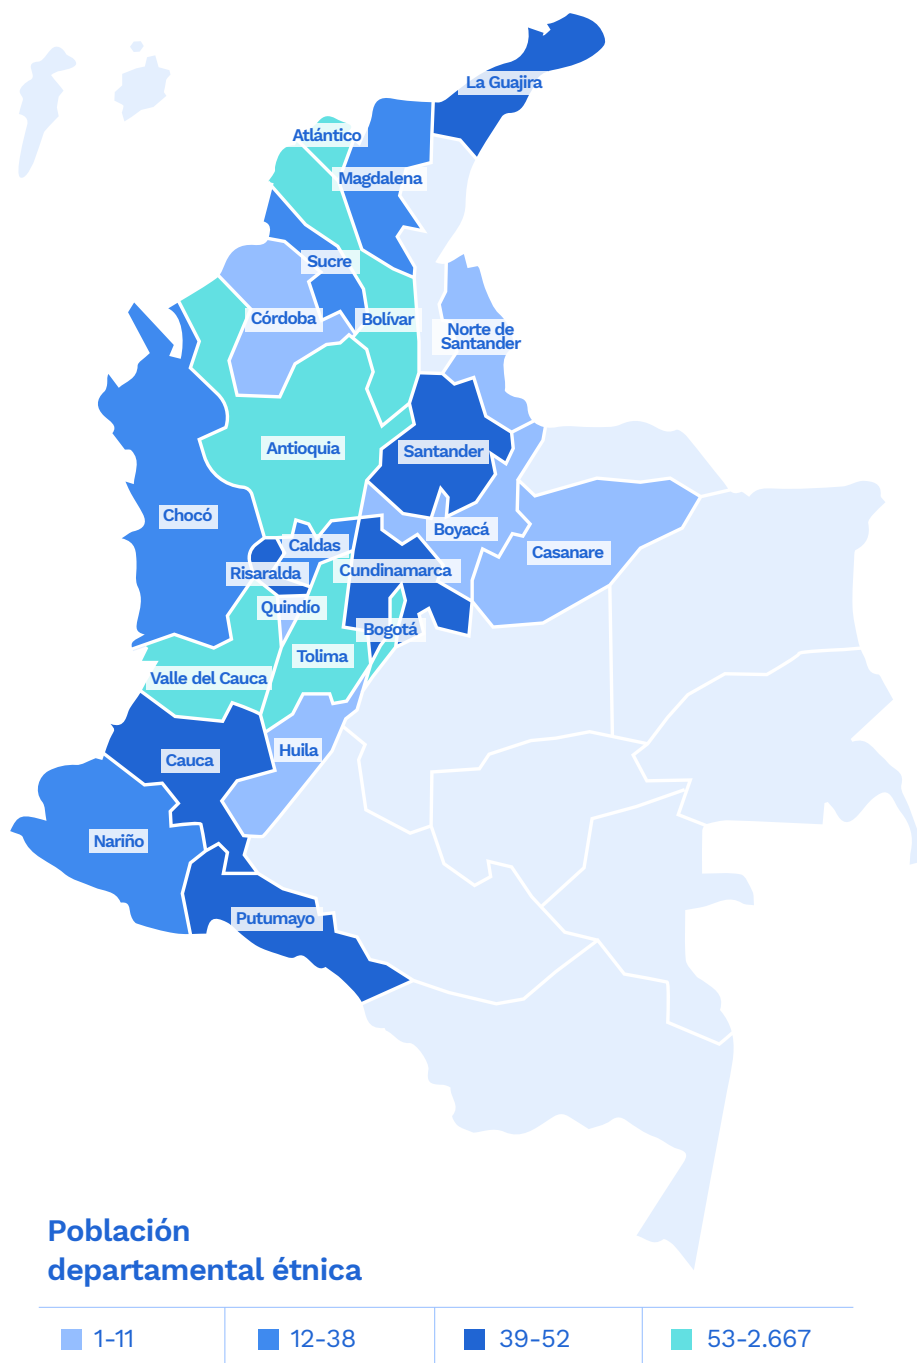 La Guajira
Atlántico
Magdalena
Sucre
Córdoba
Bolívar
Norte de
Santander
Antioquia
Santander
Chocó
Boyacá
Caldas
Casanare
Risaralda
Cundinamarca
Quindío
Bogotá
Tolima
Valle del Cauca
Huila
Cauca
Nariño
Putumayo
Población
departamental étnica
1-11
12-38
39-52
53-2.667